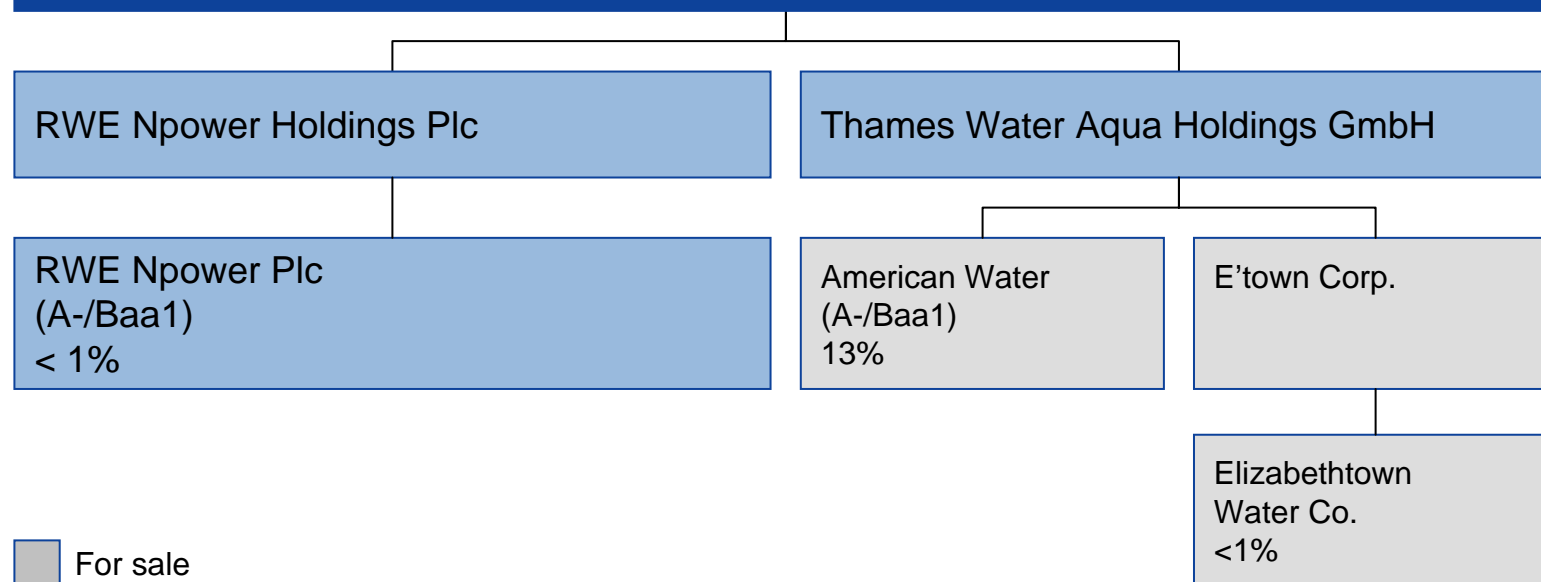 RWE Npower Holdings Plc
Thames Water Aqua Holdings GmbH
RWE Npower Plc
(A-/Baa1)
< 1%
American Water
(A-/Baa1)
13%
E’town Corp.
Elizabethtown
Water Co.
<1%
For sale